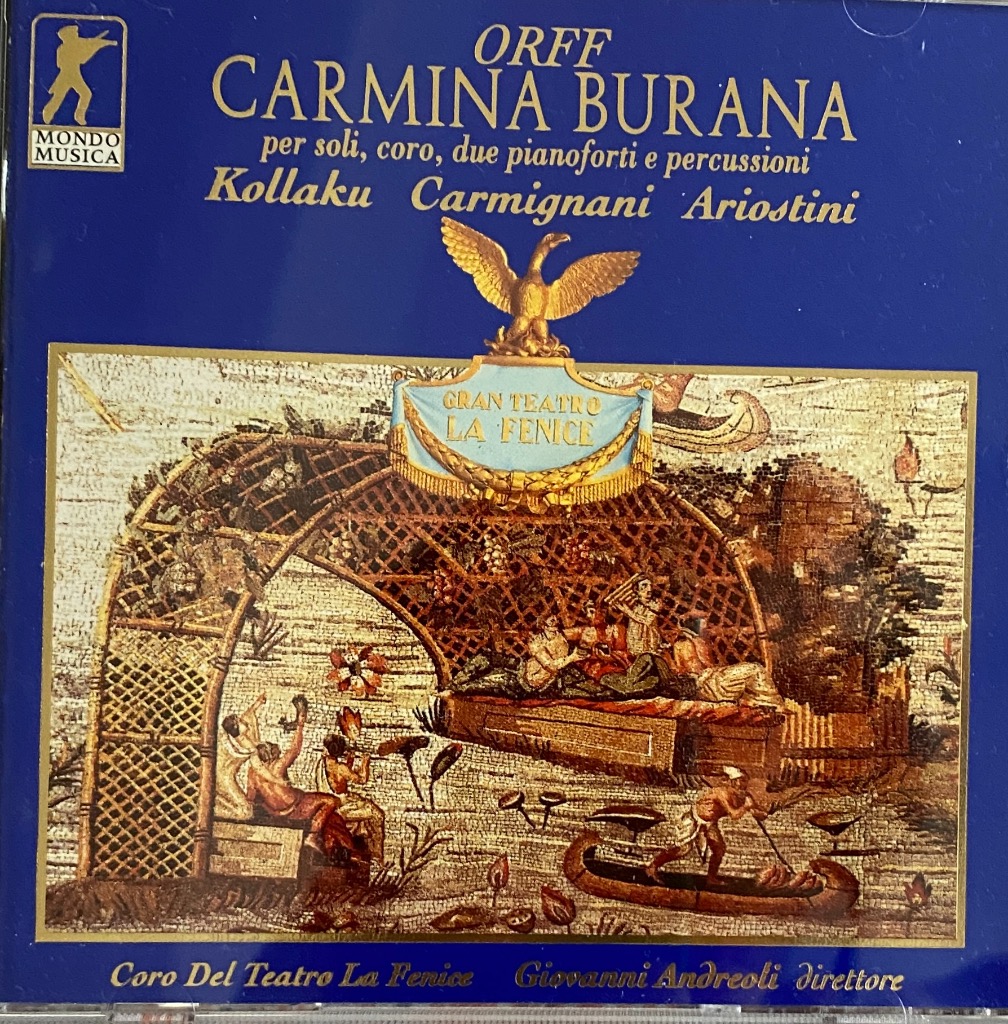 ORFF
CARMINA BURANA
per soli, coro, due pianoforti e percussioni
Kollaku Carmignani Ariostini
MONDO
MUSICA
GRAN TEATRO
LA FENICE
Coro Del Teatro La Fenice Giovanni Andreoli direttore